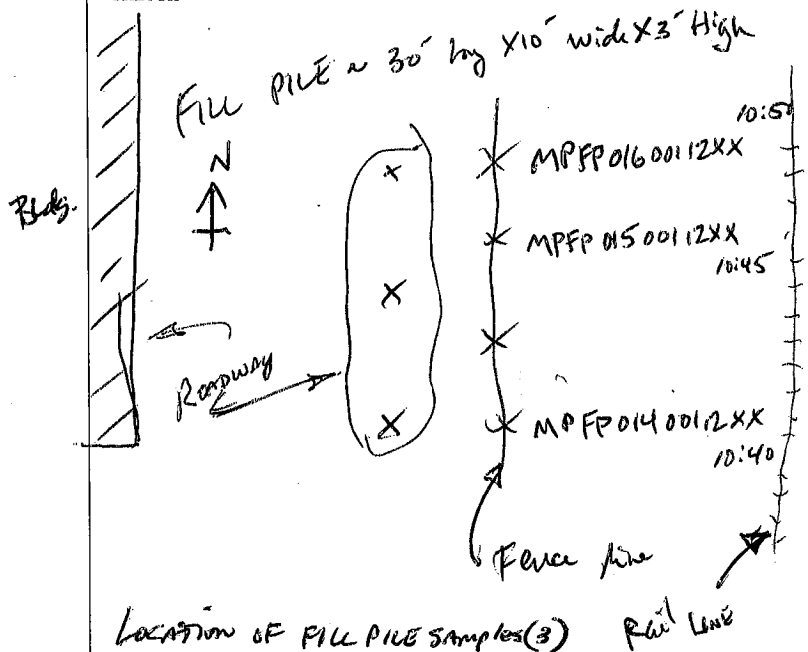 FILL PILE ~ 30' long X10' wide X3' High
N
Bldg.
10:50
MPFP01600112XX
MPFP01500112XX
10:45
ROADWAY
MPFP01400112XX
10:40
Fence line
Rail LINE
LOCATION OF FILL PILE SAMPLES (3)